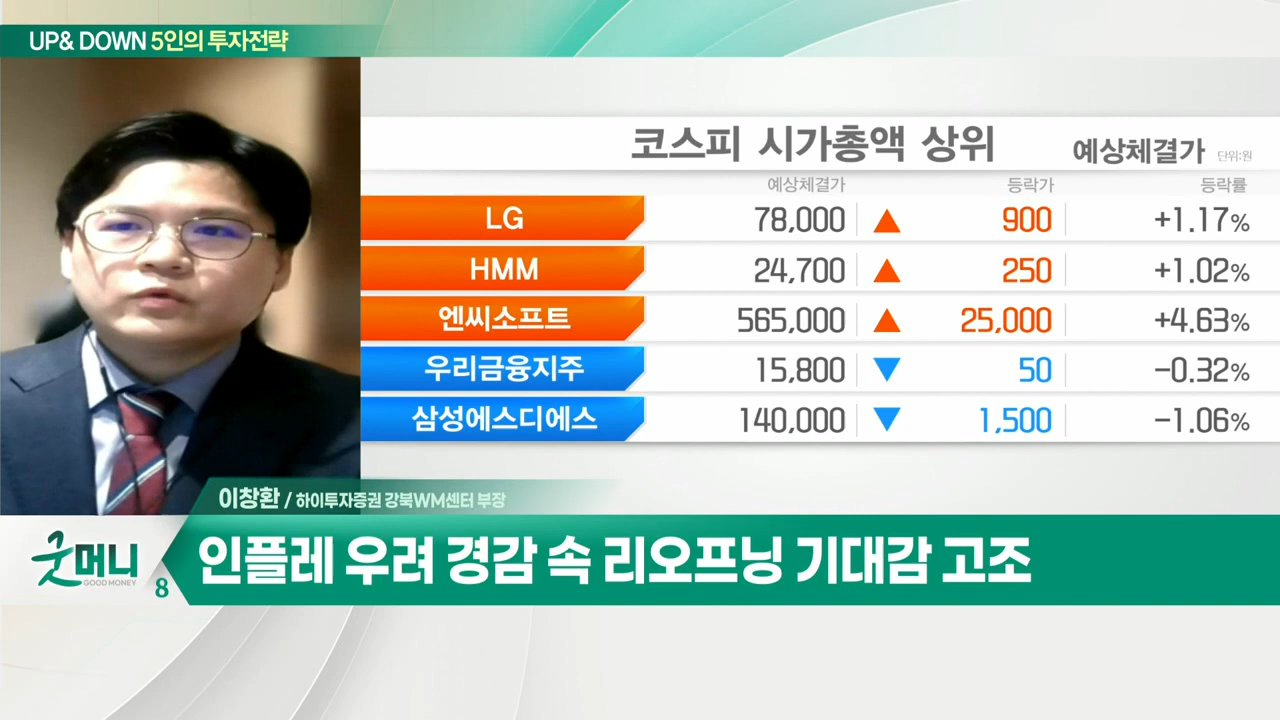 UP& DOWN 5인의 투자전략
코스피 시가총액 상위 예상체결가 단위:원
예상체결가 등락가 등락률
LG 78,000 ▲ 900 +1.17%
HMM 24,700 ▲ 250 +1.02%
엔씨소프트 565,000 ▲ 25,000 +4.63%
우리금융지주 15,800 ▼ 50 -0.32%
삼성에스디에스 140,000 ▼ 1,500 -1.06%
이창환 / 하이투자증권 강북WM센터 부장
굿머니
GOOD MONEY
8
인플레 우려 경감 속 리오프닝 기대감 고조